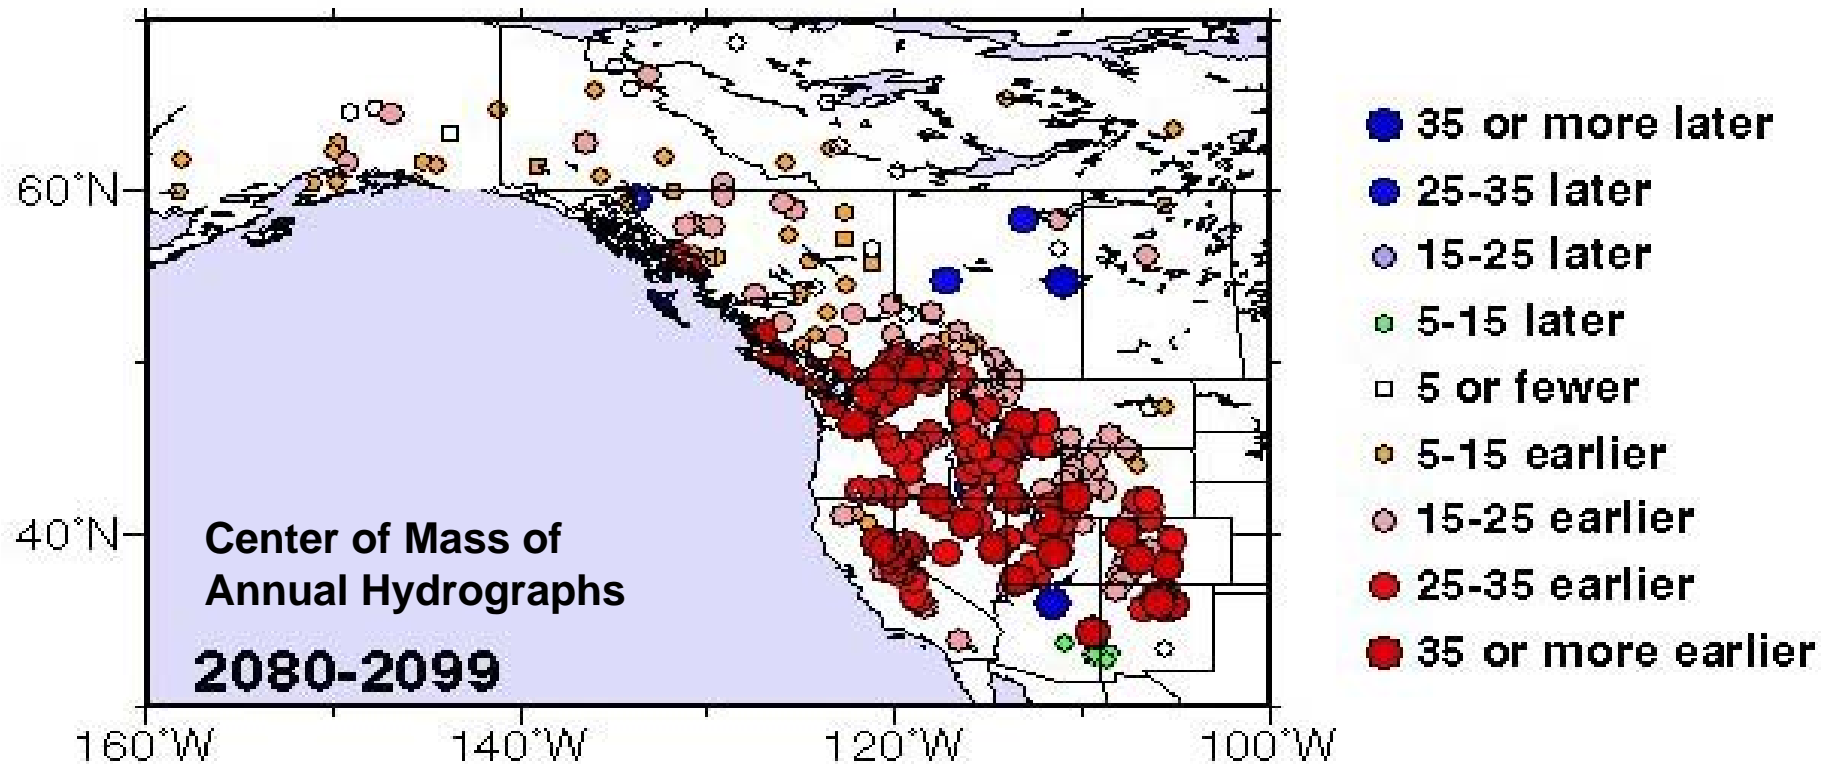 60°N
40°N
160°W
140°W
120°W
100°W
Center of Mass of
Annual Hydrographs
2080-2099
35 or more later
25-35 later
15-25 later
5-15 later
5 or fewer
5-15 earlier
15-25 earlier
25-35 earlier
35 or more earlier